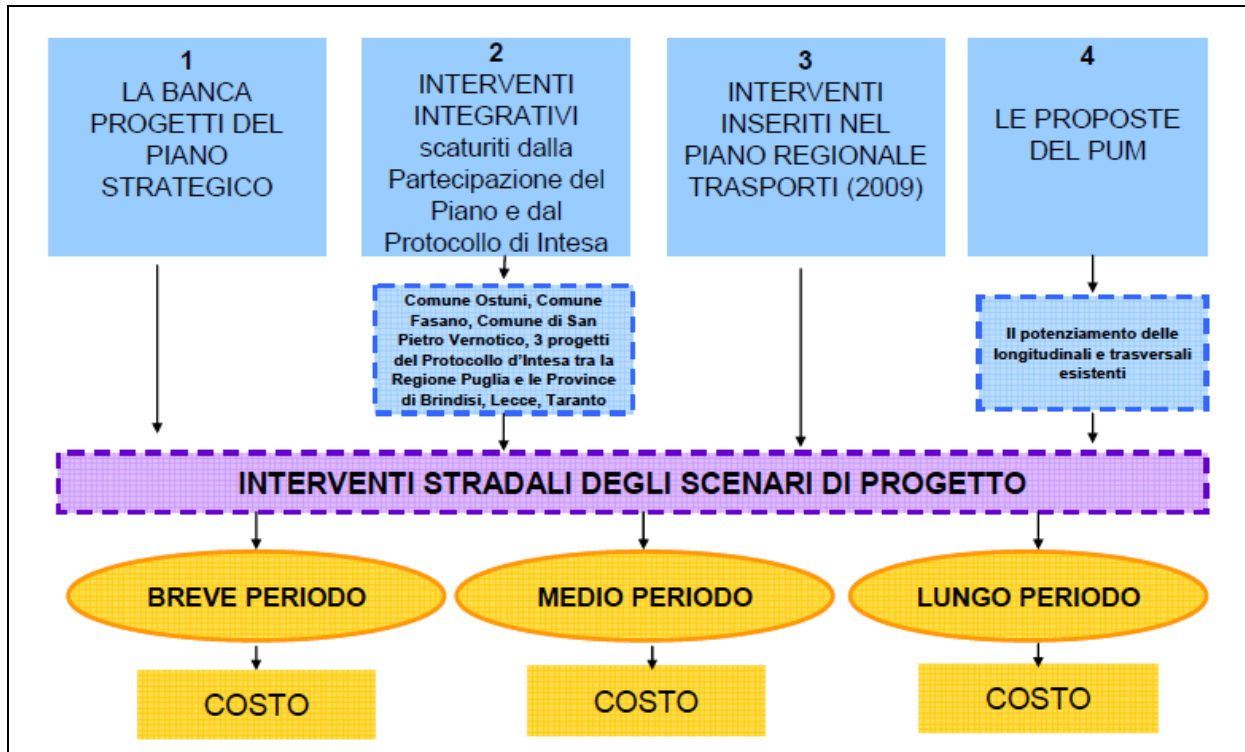 1
LA BANCA
PROGETTI DEL
PIANO
STRATEGICO
2
INTERVENTI
INTEGRATIVI
scaturiti dalla
Partecipazione del
Piano e dal
Protocollo di Intesa
3
INTERVENTI
INSERITI NEL
PIANO REGIONALE
TRASPORTI (2009)
4
LE PROPOSTE
DEL PUM
Comune Ostuni, Comune
Fasano, Comune di San
Pietro Vernotico, 3 progetti
del Protocollo d'Intesa tra la
Regione Puglia e le Province
di Brindisi, Lecce, Taranto
Il potenziamento delle
longitudinali e trasversali
esistenti
INTERVENTI STRADALI DEGLI SCENARI DI PROGETTO
BREVE PERIODO
MEDIO PERIODO
LUNGO PERIODO
COSTO
COSTO
COSTO